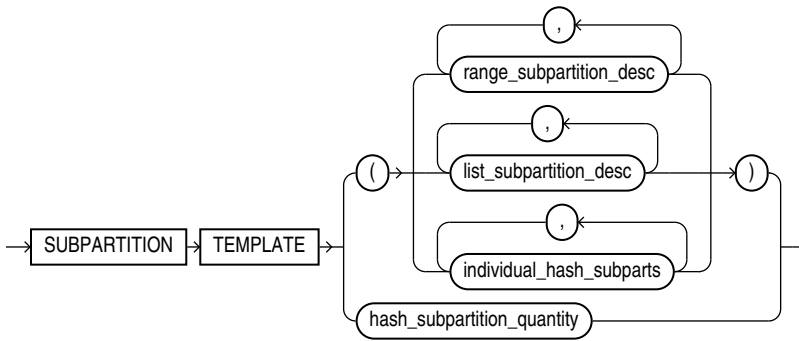 ,
range_subpartition_desc
,
( list_subpartition_desc )
,
SUBPARTITION TEMPLATE
individual_hash_subparts
hash_subpartition_quantity